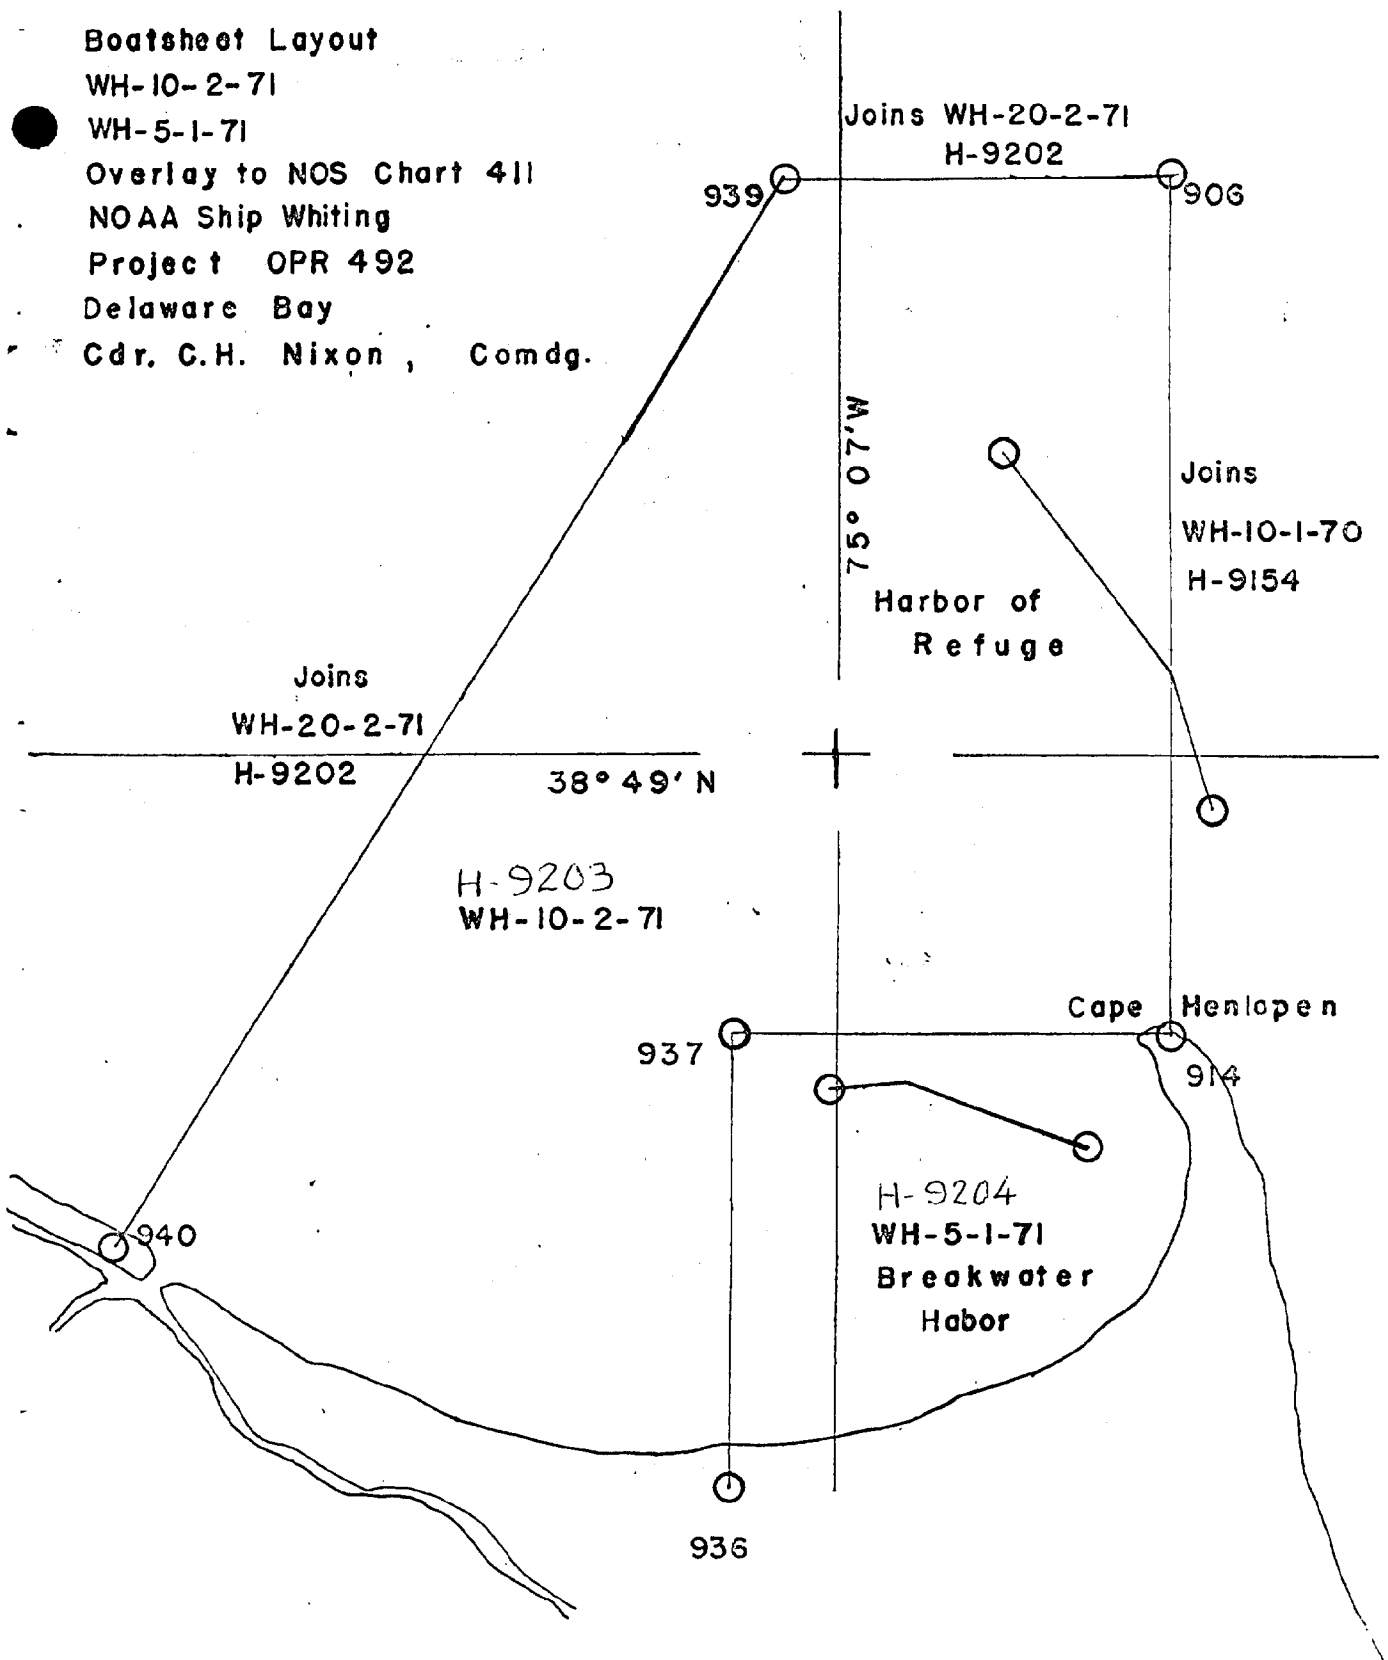 Boatsheet Layout
WH-10-2-71
WH-5-1-71
Overlay to NOS Chart 411
NOAA Ship Whiting
Project OPR 492
Delaware Bay
Cdr. C.H. Nixon, Comdg.
Joins WH-20-2-71
H-9202
939
906
75° 07'W
Joins
WH-10-1-70
H-9154
Harbor of
Refuge
Joins
WH-20-2-71
H-9202
38° 49' N
H-9203
WH-10-2-71
Cape Henlopen
937
914
H-9204
WH-5-1-71
Breakwater
Habor
940
936